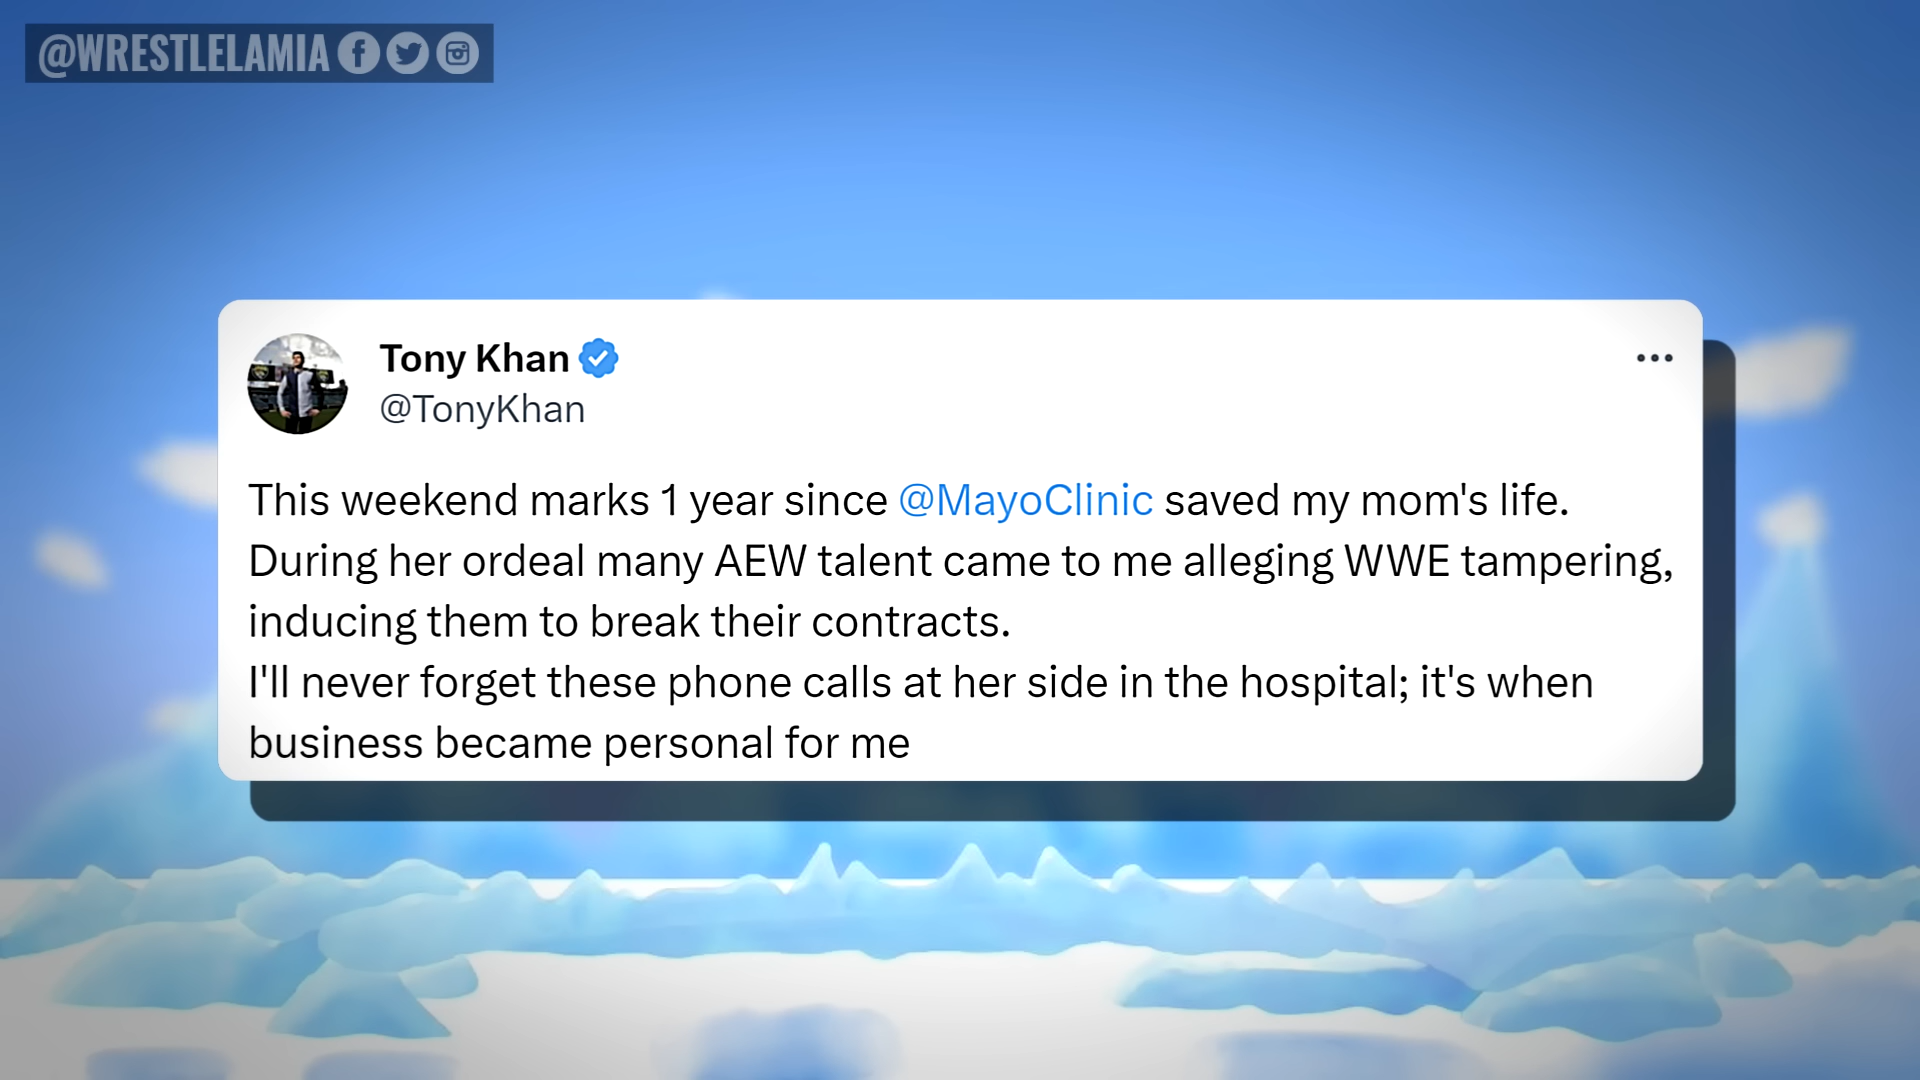 @WRESTLELAMIA
Tony Khan
@TonyKhan
This weekend marks 1 year since @MayoClinic saved my mom's life.
During her ordeal many AEW talent came to me alleging WWE tampering,
inducing them to break their contracts.
I'll never forget these phone calls at her side in the hospital; it's when
business became personal for me